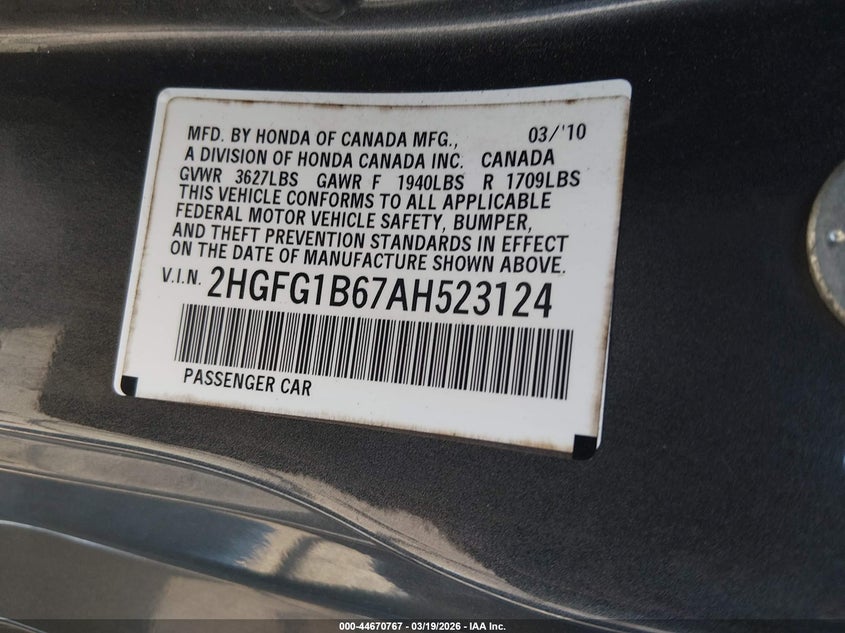 MFD. BY HONDA OF CANADA MFG., 03/'10
A DIVISION OF HONDA CANADA INC. CANADA
GVWR 3627LBS GAWR F 1940LBS R 1709LBS
THIS VEHICLE CONFORMS TO ALL APPLICABLE
FEDERAL MOTOR VEHICLE SAFETY, BUMPER,
AND THEFT PREVENTION STANDARDS IN EFFECT
ON THE DATE OF MANUFACTURE SHOWN ABOVE.
V.I.N. 2HGFG1B67AH523124
PASSENGER CAR
000-44670767 - 03/19/2026 - IAA Inc.